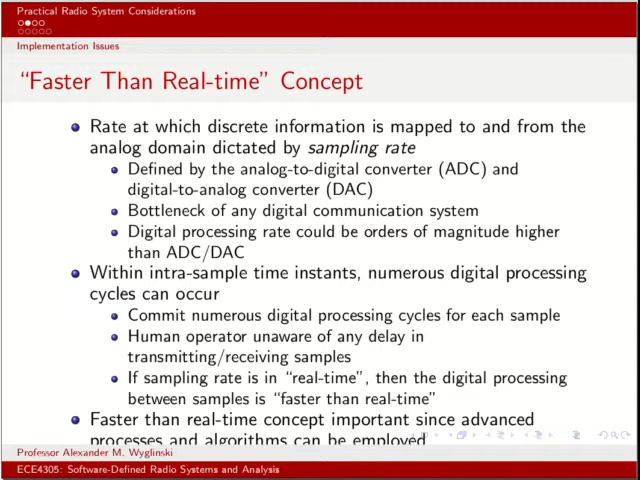 Practical Radio System Considerations
Implementation Issues
“Faster Than Real-time” Concept
Rate at which discrete information is mapped to and from the
analog domain dictated by sampling rate
Defined by the analog-to-digital converter (ADC) and
digital-to-analog converter (DAC)
Bottleneck of any digital communication system
Digital processing rate could be orders of magnitude higher
than ADC/DAC
Within intra-sample time instants, numerous digital processing
cycles can occur
Commit numerous digital processing cycles for each sample
Human operator unaware of any delay in
transmitting/receiving samples
If sampling rate is in “real-time”, then the digital processing
between samples is “faster than real-time”
Faster than real-time concept important since advanced
processes and algorithms can be employed
Professor Alexander M. Wyglinski
ECE4305: Software-Defined Radio Systems and Analysis